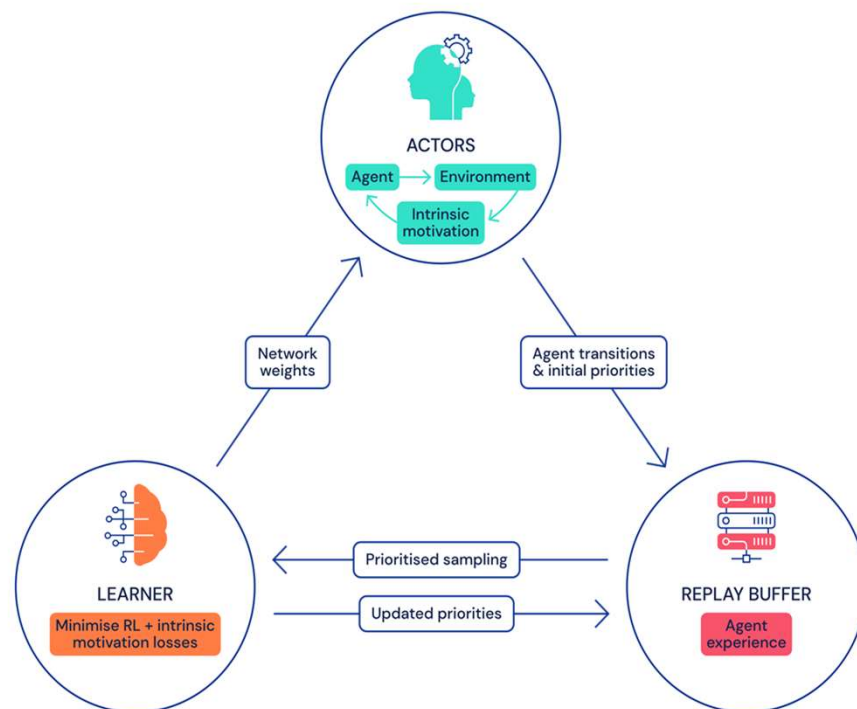 ACTORS
Agent
Environment
Intrinsic
motivation
Network
weights
Agent transitions
& initial priorities
Prioritised sampling
LEARNER
REPLAY BUFFER
Updated priorities
Minimise RL + intrinsic
motivation losses
Agent
experience